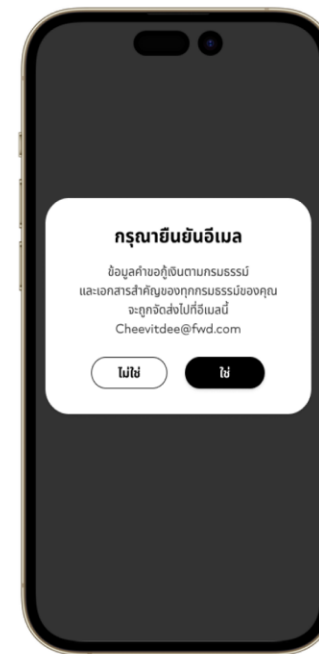 กรุณายืนยันอีเมล
ข้อมูลคำขอกู้เงินตามกรมธรรม์
และเอกสารสำคัญของทุกกรมธรรม์ของคุณ
จะถูกจัดส่งไปที่อีเมลนี้
Cheevitdee@fwd.com
ไม่ใช่
ใช่